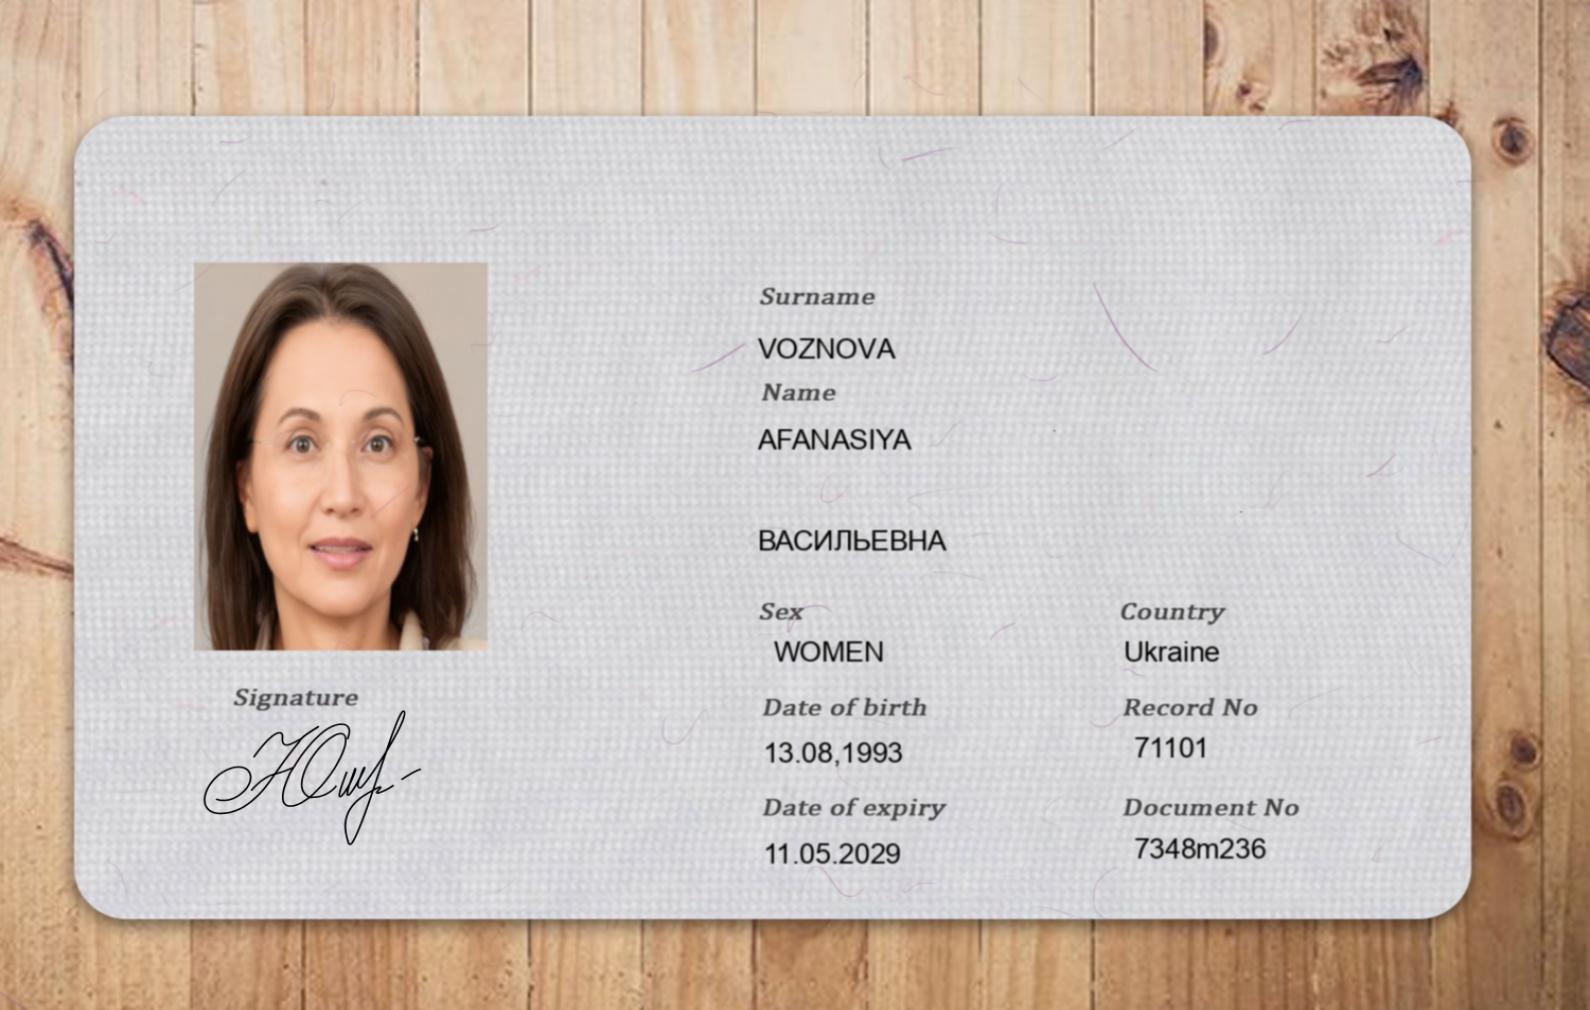 Surname
VOZNOVA
Name
AFANASIYA
ВАСИЛЬЕВНА
Sex
Country
WOMEN
Ukraine
Date of birth
Record No
13.08,1993
71101
Date of expiry
Document No
11.05.2029
7348m236
Signature